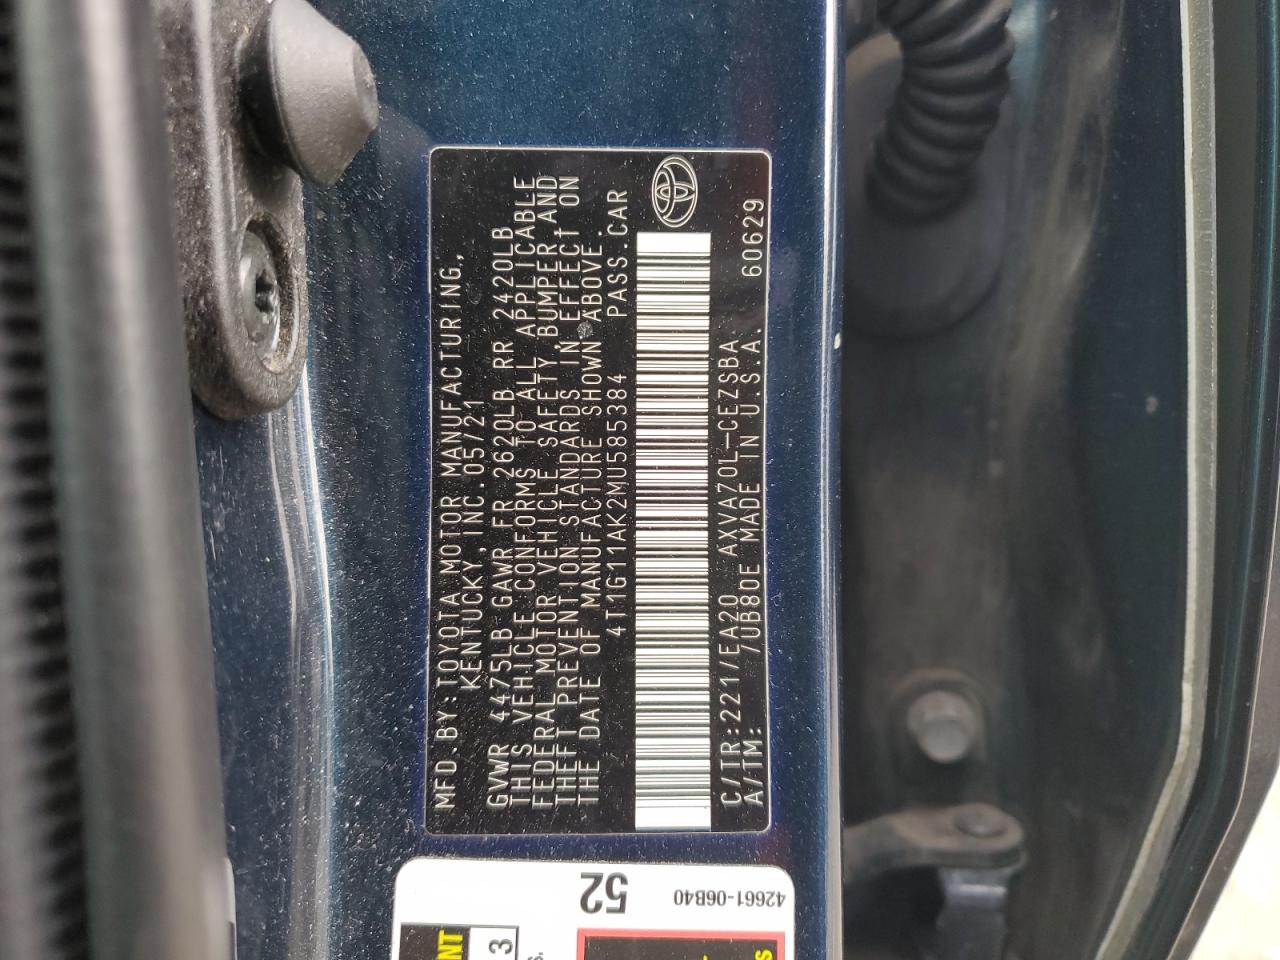 MFD.BY:TOYOTA MOTOR MANUFACTURING.,
KENTUCKY, INC.05/21
GVWR 4475LB GAWR FR 2620LB RR 2420LB
THIS VEHICLE CONFORMS TO ALL APPLICABLE
FEDERAL MOTOR VEHICLE SAFETY, BUMPER, AND
THEFT PREVENTION STANDARDS IN EFFECT ON
THE DATE OF MANUFACTURE SHOWN ABOVE.
4T1G11AK2MU585384 PASS.CAR
C/TR:221/EA20 AXVA70L-CEZSBA 60629
A/TM: /UB80E MADE IN U.S.A.
52
42661-06B40
3